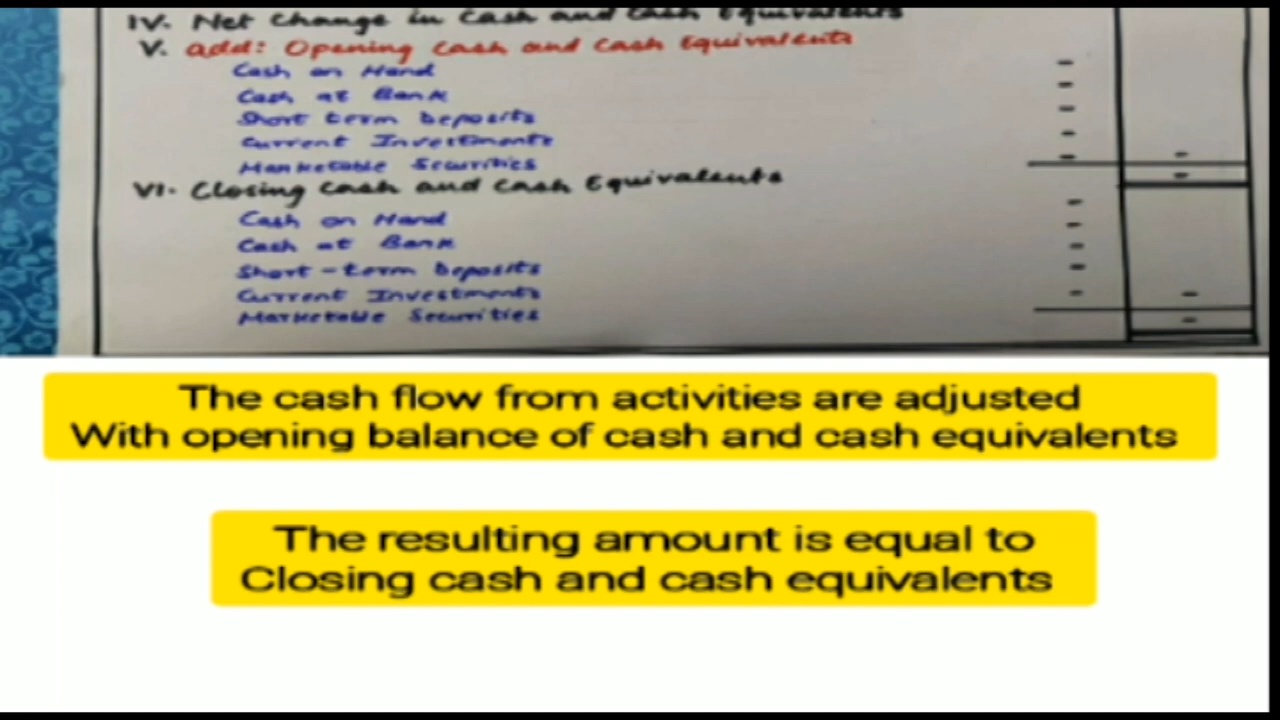 IV. Net Change in Cash and Cash Equivalents
V. Add: Opening Cash and Cash Equivalents
Cash on Hand -
Cash at Bank -
Short term Deposits -
Current Investments -
Marketable Securities - -
-
VI. Closing Cash and Cash Equivalents
Cash on Hand -
Cash at Bank -
Short-term Deposits -
Current Investments - -
Marketable Securities -
The cash flow from activities are adjusted
With opening balance of cash and cash equivalents
The resulting amount is equal to
Closing cash and cash equivalents